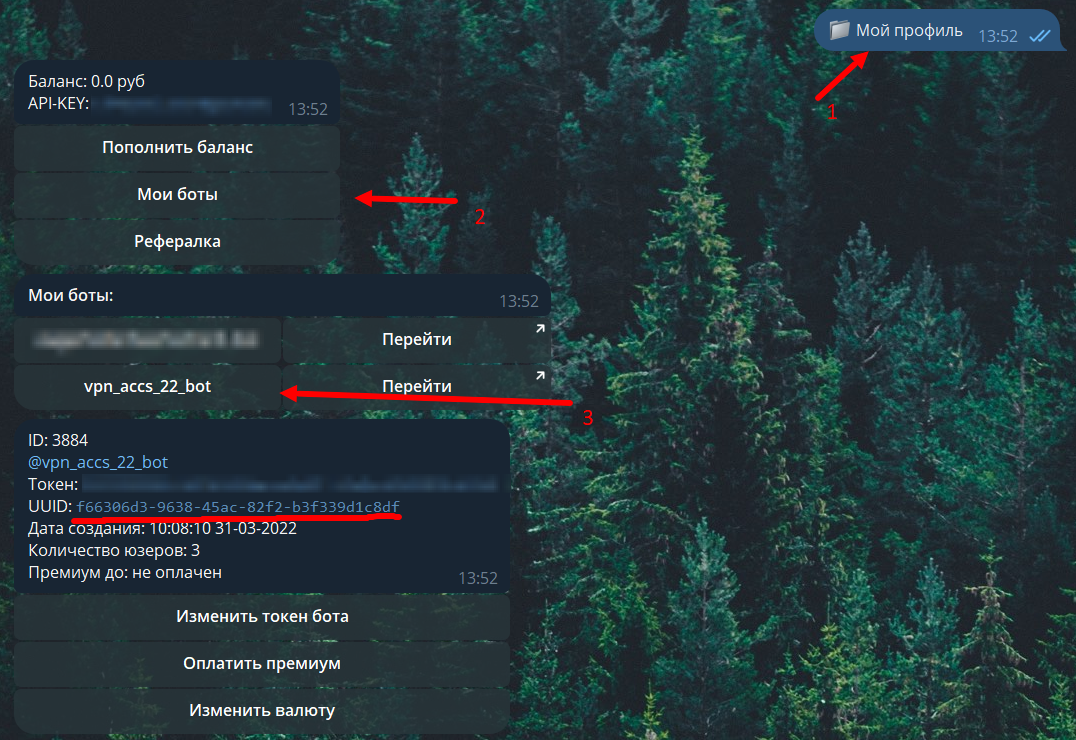 Мой профиль 13:52
1
Баланс: 0.0 руб
API-KEY:
13:52
Пополнить баланс
Мои боты
2
Рефералка
Мои боты:
13:52
Перейти
vpn_accs_22_bot Перейти
3
ID: 3884
@vpn_accs_22_bot
Токен:
UUID: f66306d3-9638-45ac-82f2-b3f339d1c8df
Дата создания: 10:08:10 31-03-2022
Количество юзеров: 3
Премиум до: не оплачен
13:52
Изменить токен бота
Оплатить премиум
Изменить валюту